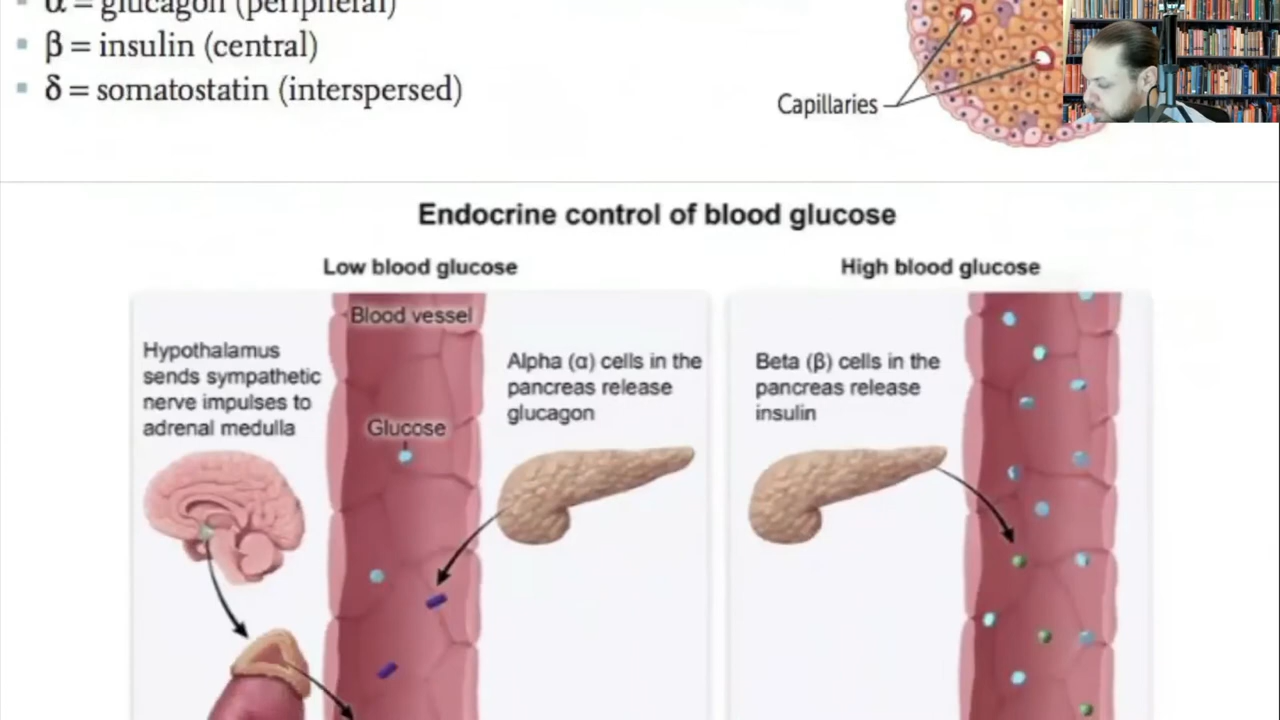 α = glucagon (peripheral)
β = insulin (central)
δ = somatostatin (interspersed)
Capillaries
Endocrine control of blood glucose
Low blood glucose
High blood glucose
Blood vessel
Hypothalamus
sends sympathetic
nerve impulses to
adrenal medulla
Glucose
Alpha (α) cells in the
pancreas release
glucagon
Beta (β) cells in the
pancreas release
insulin